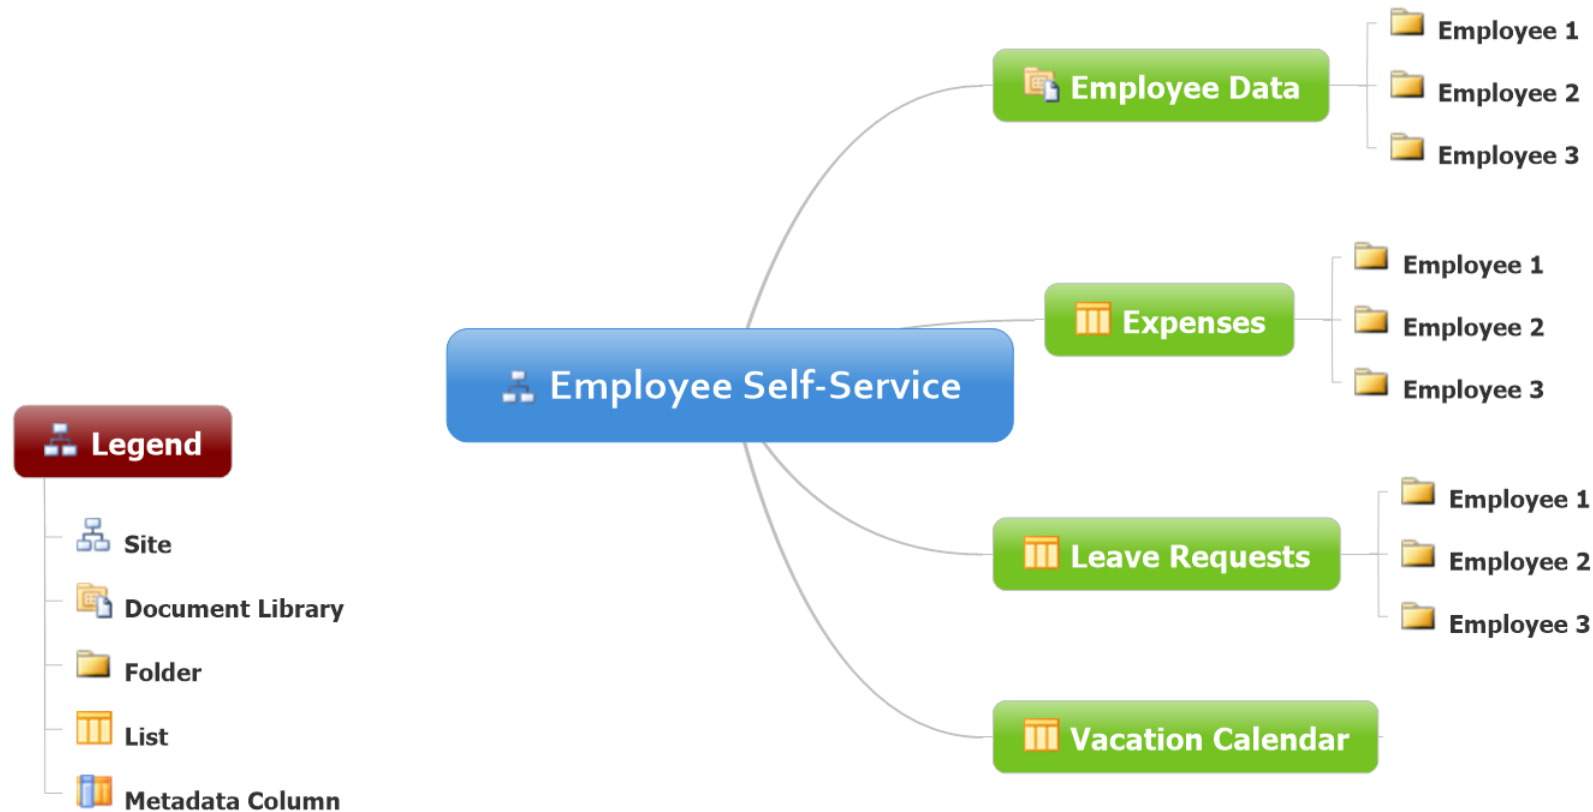 Employee Data
Employee 1
Employee 2
Employee 3
Expenses
Employee 1
Employee 2
Employee 3
Employee Self-Service
Leave Requests
Employee 1
Employee 2
Employee 3
Vacation Calendar
Legend
Site
Document Library
Folder
List
Metadata Column